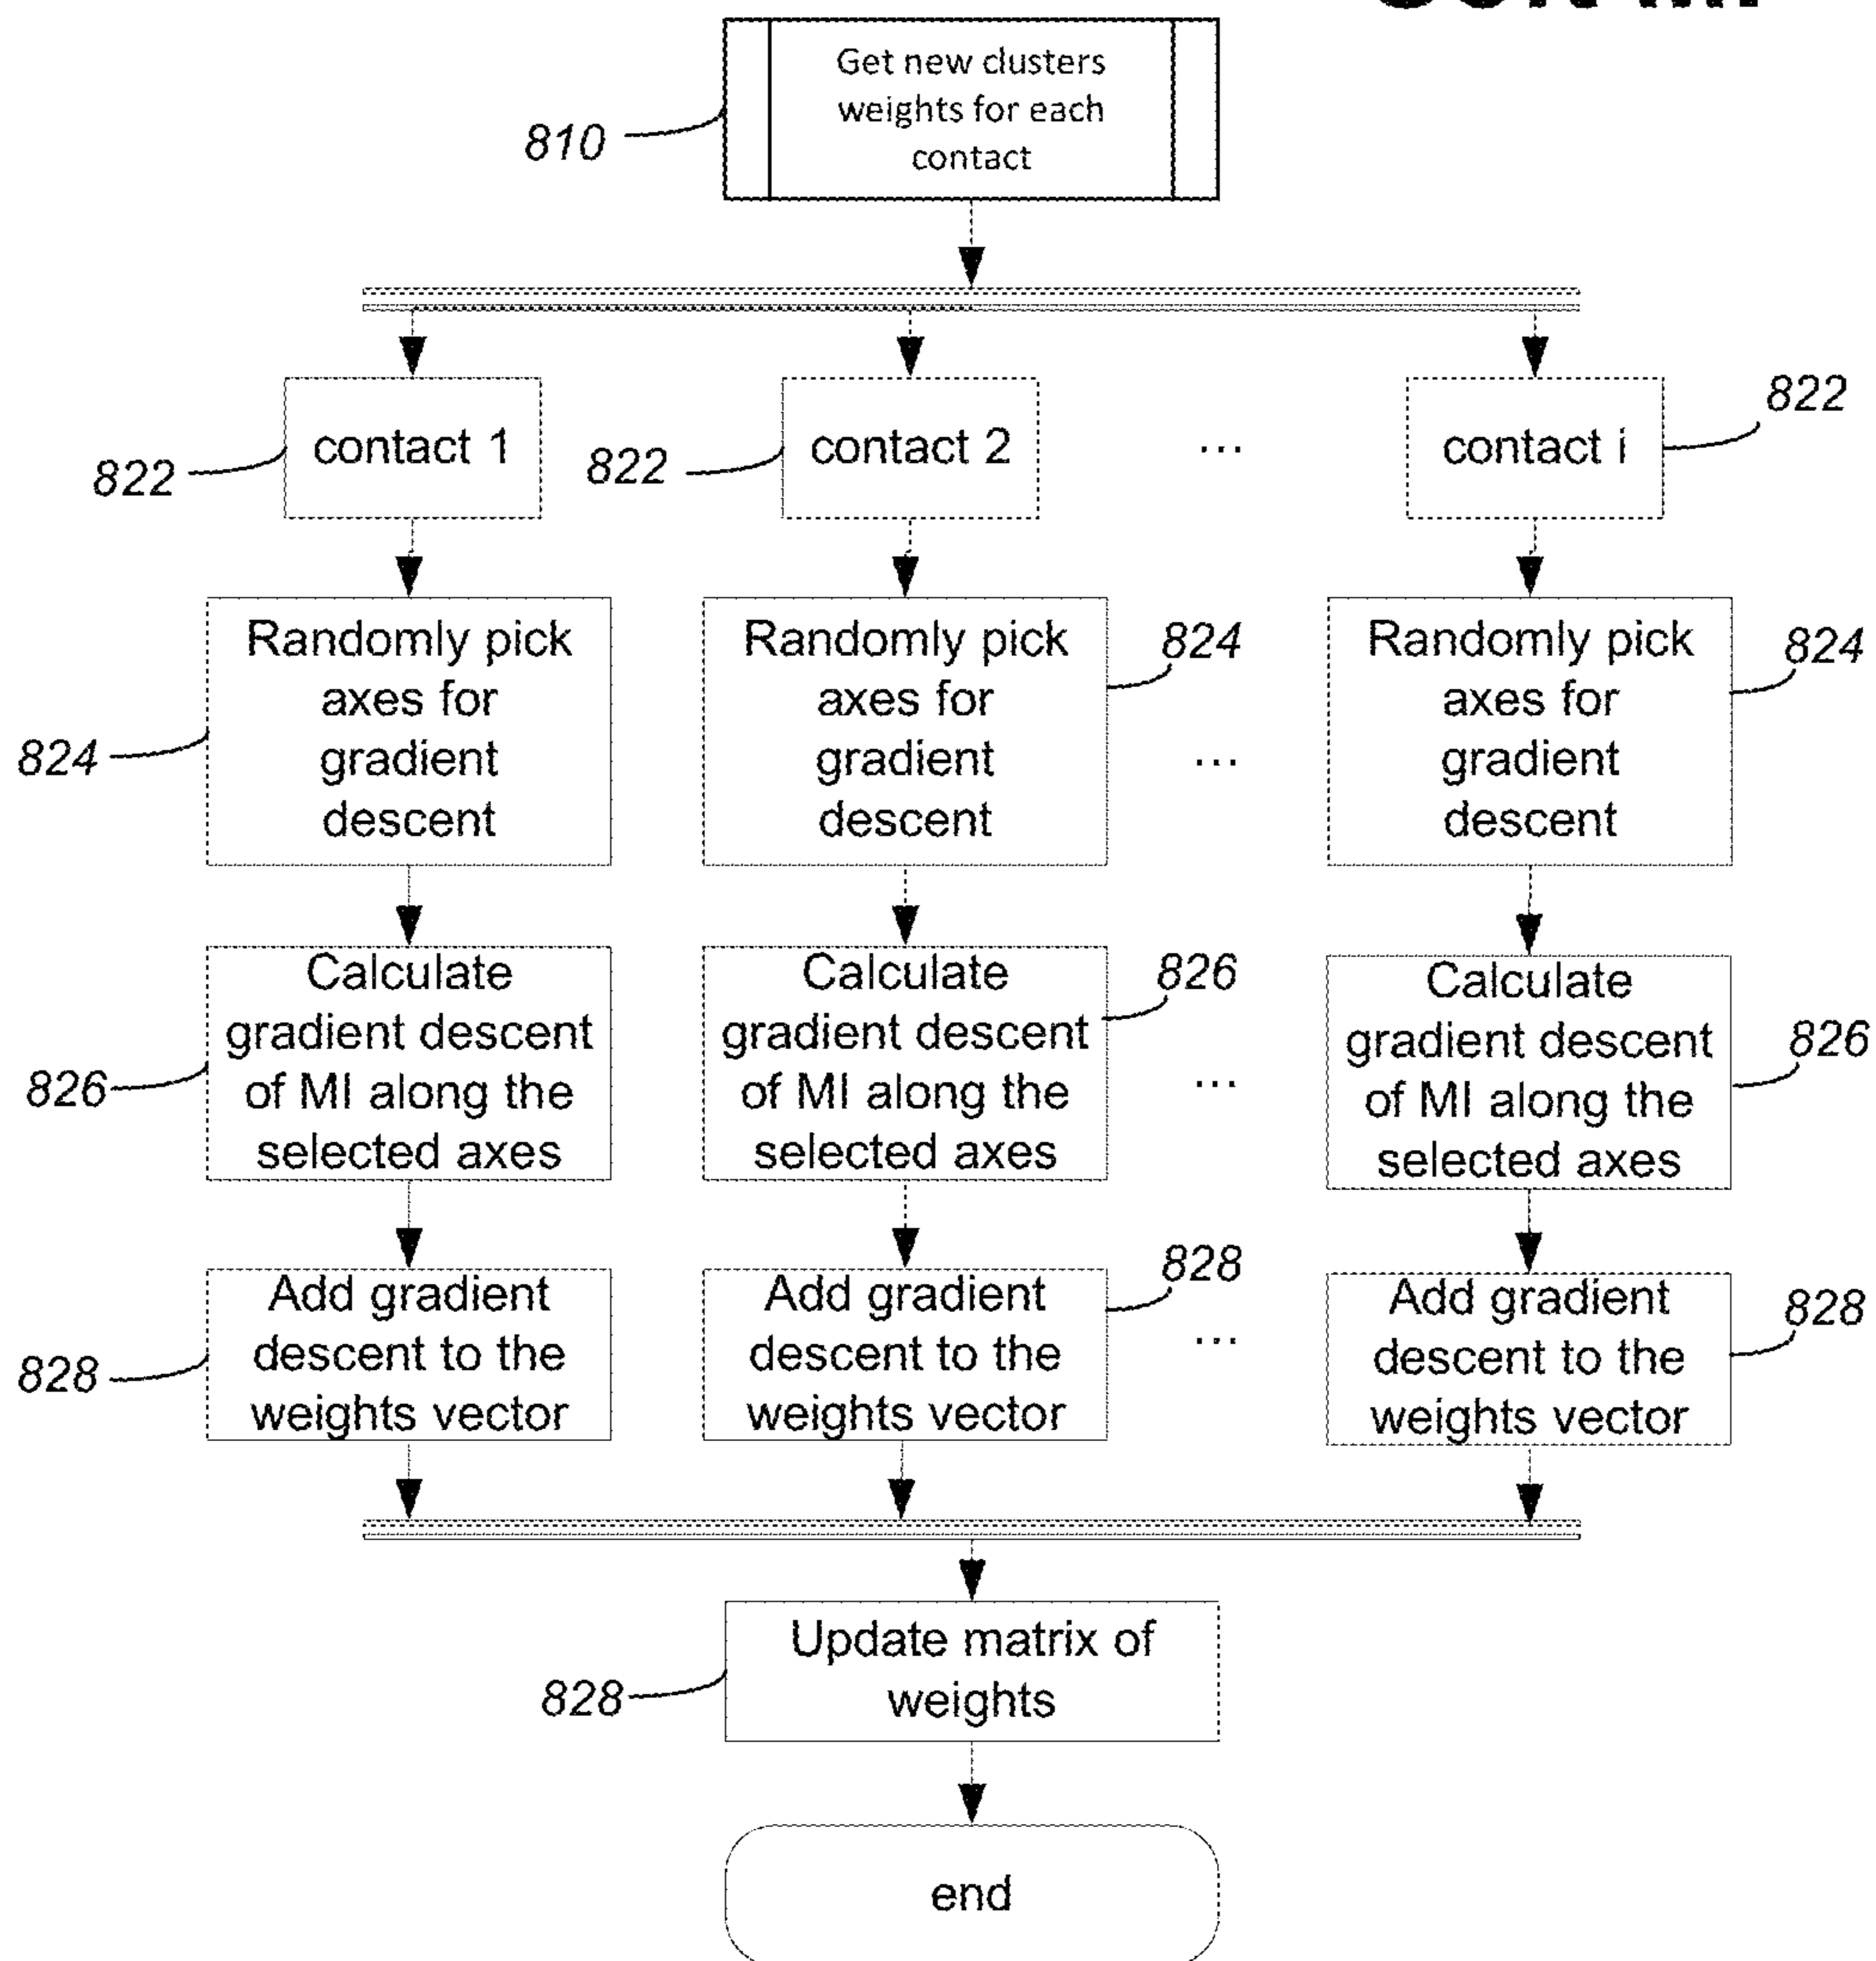 Get new clusters
weights for each
contact
810
contact 1
822
contact 2
822
...
contact i
822
Randomly pick
axes for
gradient
descent
824
Randomly pick
axes for
gradient
descent
824
...
Randomly pick
axes for
gradient
descent
824
Calculate
gradient descent
of MI along the
selected axes
826
Calculate
gradient descent
of MI along the
selected axes
826
...
Calculate
gradient descent
of MI along the
selected axes
826
Add gradient
descent to the
weights vector
828
Add gradient
descent to the
weights vector
828
...
Add gradient
descent to the
weights vector
828
Update matrix of
weights
828
end